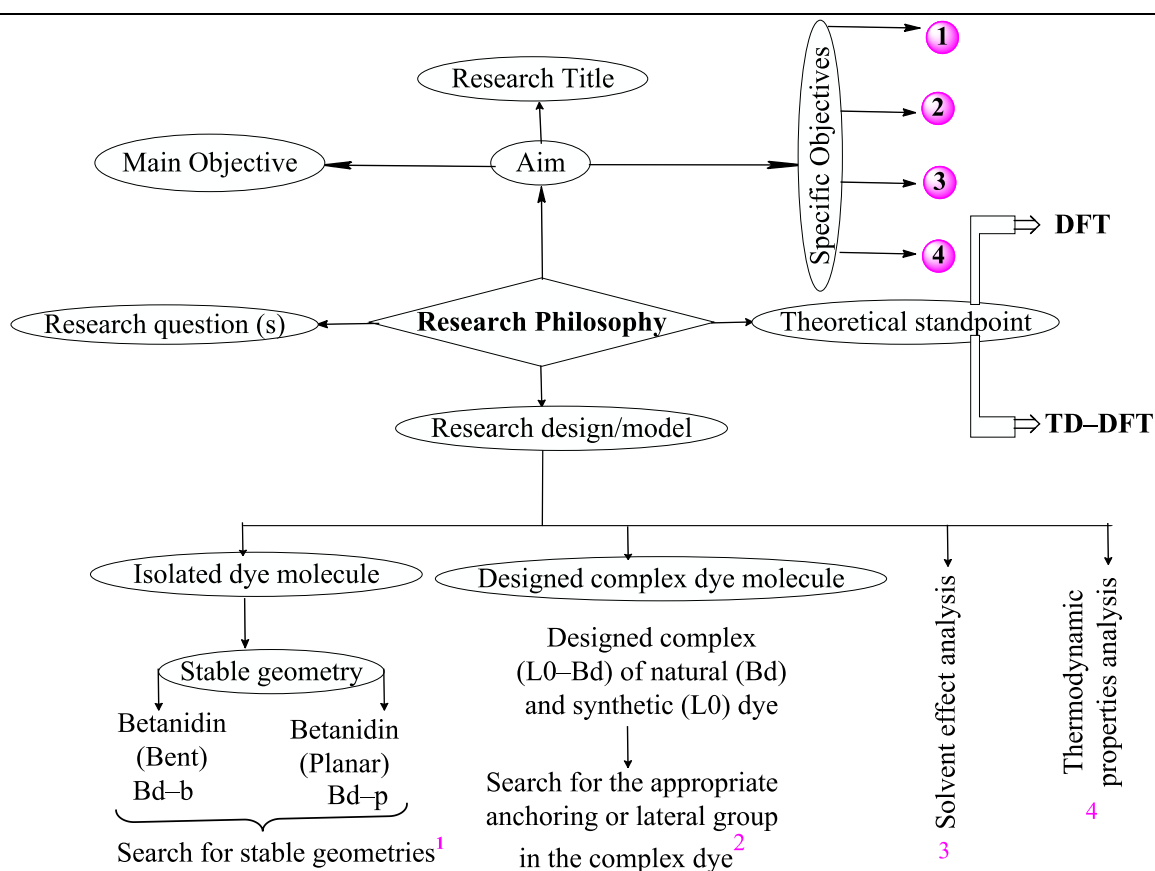 1
Research Title
2
Specific Objectives
Main Objective
Aim
3
DFT
4
Research question (s)
Research Philosophy
Theoretical standpoint
Research design/model
TD–DFT
Isolated dye molecule
Stable geometry
Betanidin
(Bent)
Bd–b
Betanidin
(Planar)
Bd–p
Search for stable geometries1
Designed complex dye molecule
Designed complex
(L0–Bd) of natural (Bd)
and synthetic (L0) dye
Search for the appropriate
anchoring or lateral group
in the complex dye2
Solvent effect analysis
3
Thermodynamic
properties analysis
4